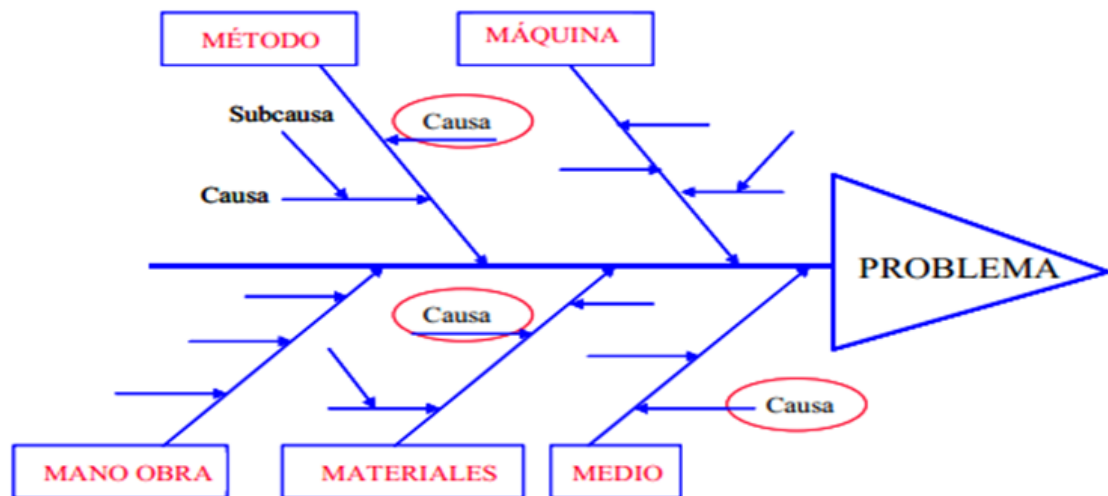 MÉTODO
MÁQUINA
Subcausa
Causa
Causa
PROBLEMA
Causa
Causa
MANO OBRA
MATERIALES
MEDIO